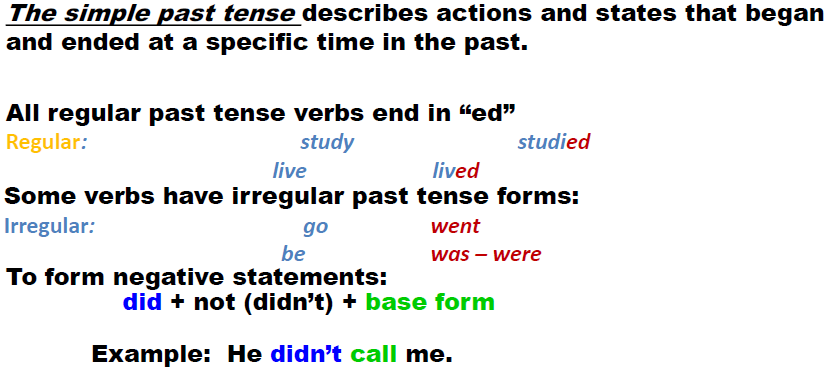 The simple past tense describes actions and states that began
and ended at a specific time in the past.
All regular past tense verbs end in “ed”
Regular: study studied
live lived
Some verbs have irregular past tense forms:
Irregular: go went
be was – were
To form negative statements:
did + not (didn’t) + base form
Example: He didn’t call me.